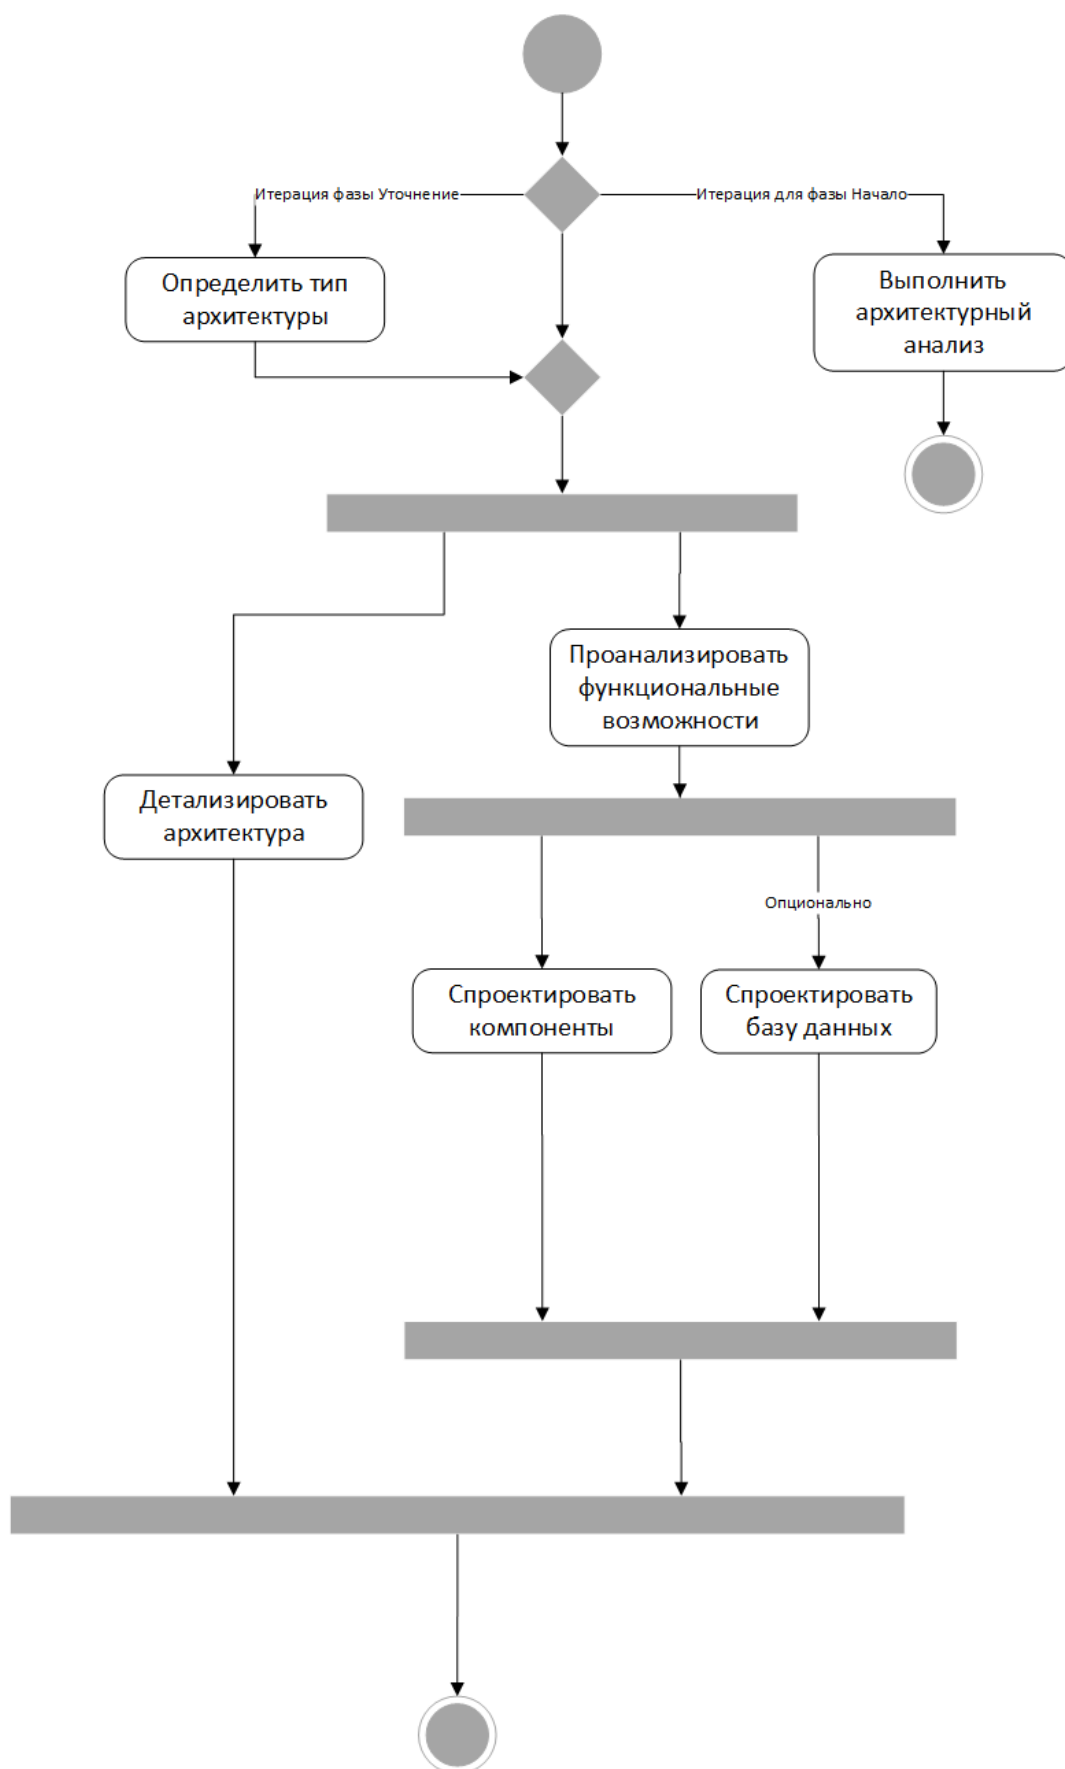 Итерация фазы Уточнение
Итерация для фазы Начало
Определить тип
архитектуры
Выполнить
архитектурный
анализ
Проанализировать
функциональные
возможности
Детализировать
архитектура
Опционально
Спроектировать
компоненты
Спроектировать
базу данных